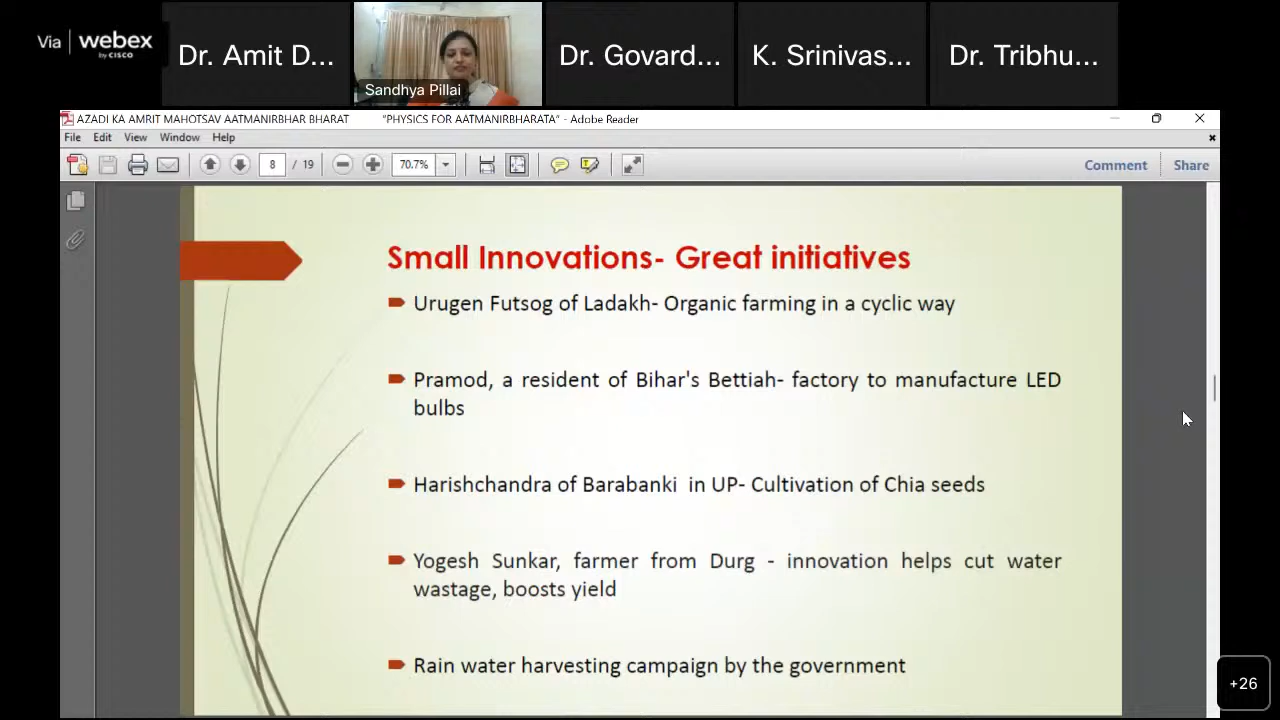 Via webex
by CISCO
Dr. Amit D...
Sandhya Pillai
Dr. Govard...
K. Srinivas...
Dr. Tribhu...
AZADI KA AMRIT MAHOTSAV AATMANIRBHAR BHARAT "PHYSICS FOR AATMANIRBHARATA" - Adobe Reader
File Edit View Window Help
8 / 19 70.7% Comment Share
Small Innovations- Great initiatives
Urugen Futsog of Ladakh- Organic farming in a cyclic way
Pramod, a resident of Bihar's Bettiah- factory to manufacture LED
bulbs
Harishchandra of Barabanki in UP- Cultivation of Chia seeds
Yogesh Sunkar, farmer from Durg - innovation helps cut water
wastage, boosts yield
Rain water harvesting campaign by the government
+26